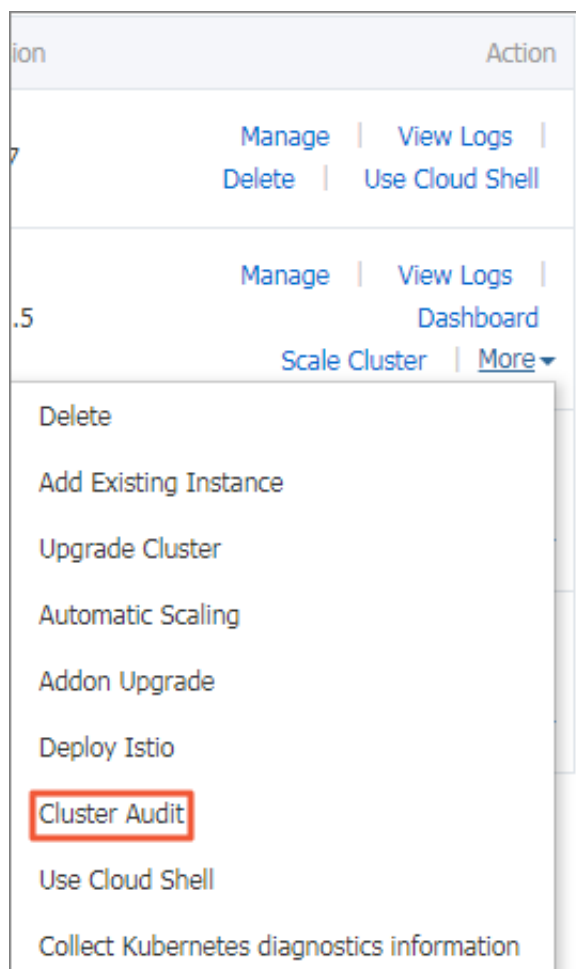 ion Action
Manage | View Logs |
7
Delete | Use Cloud Shell
Manage | View Logs |
.5 Dashboard
Scale Cluster | More
Delete
Add Existing Instance
Upgrade Cluster
Automatic Scaling
Addon Upgrade
Deploy Istio
Cluster Audit
Use Cloud Shell
Collect Kubernetes diagnostics information